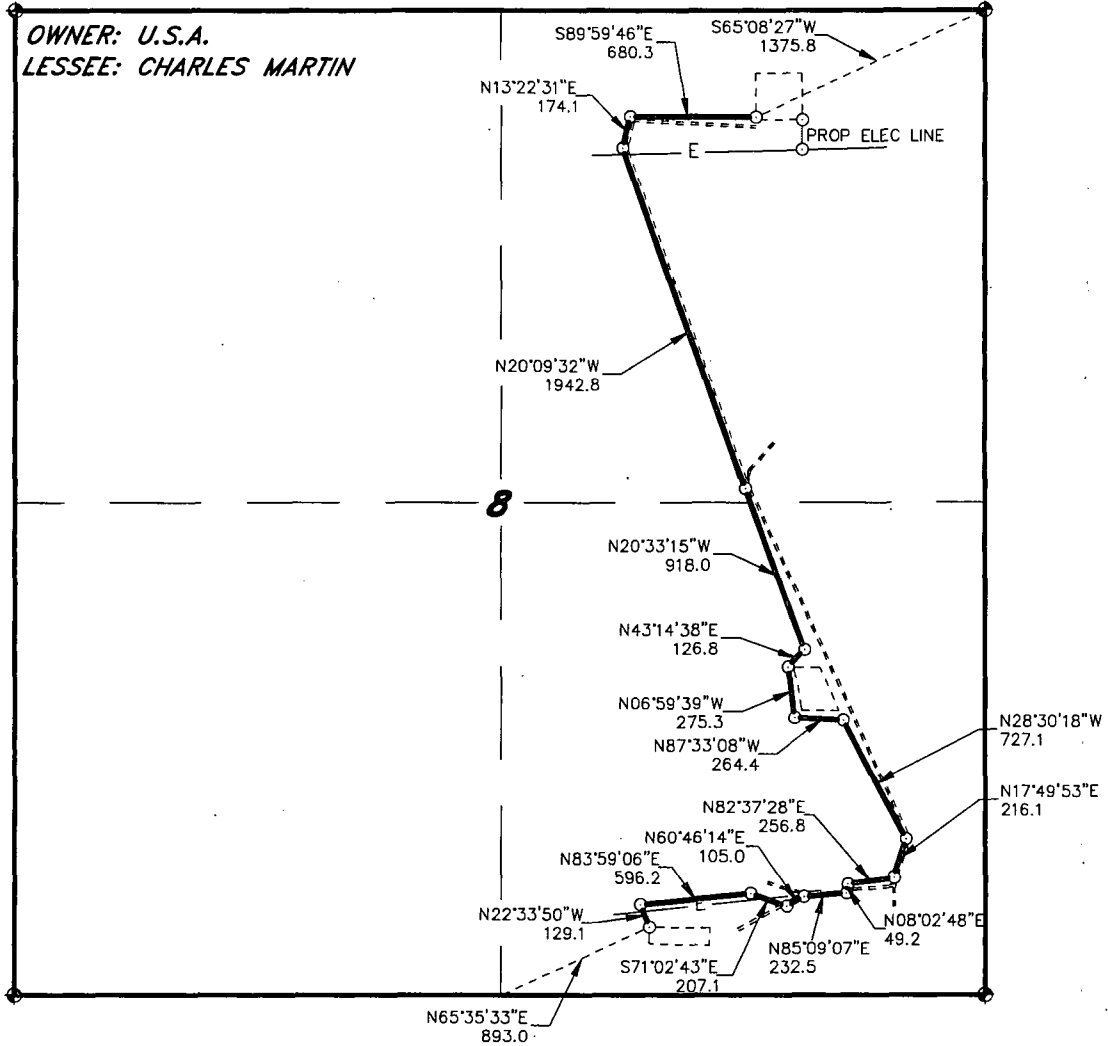 OWNER: U.S.A.
LESSEE: CHARLES MARTIN
S89°59'46"E
680.3
S65°08'27"W
1375.8
N13°22'31"E
174.1
PROP ELEC LINE
E
N20°09'32"W
1942.8
8
N20°33'15"W
918.0
N43°14'38"E
126.8
N06°59'39"W
275.3
N87°33'08"W
264.4
N28°30'18"W
727.1
N17°49'53"E
216.1
N82°37'28"E
256.8
N60°46'14"E
105.0
N83°59'06"E
596.2
E
N22°33'50"W
129.1
N08°02'48"E
49.2
N85°09'07"E
232.5
S71°02'43"E
207.1
N65°35'33"E
893.0